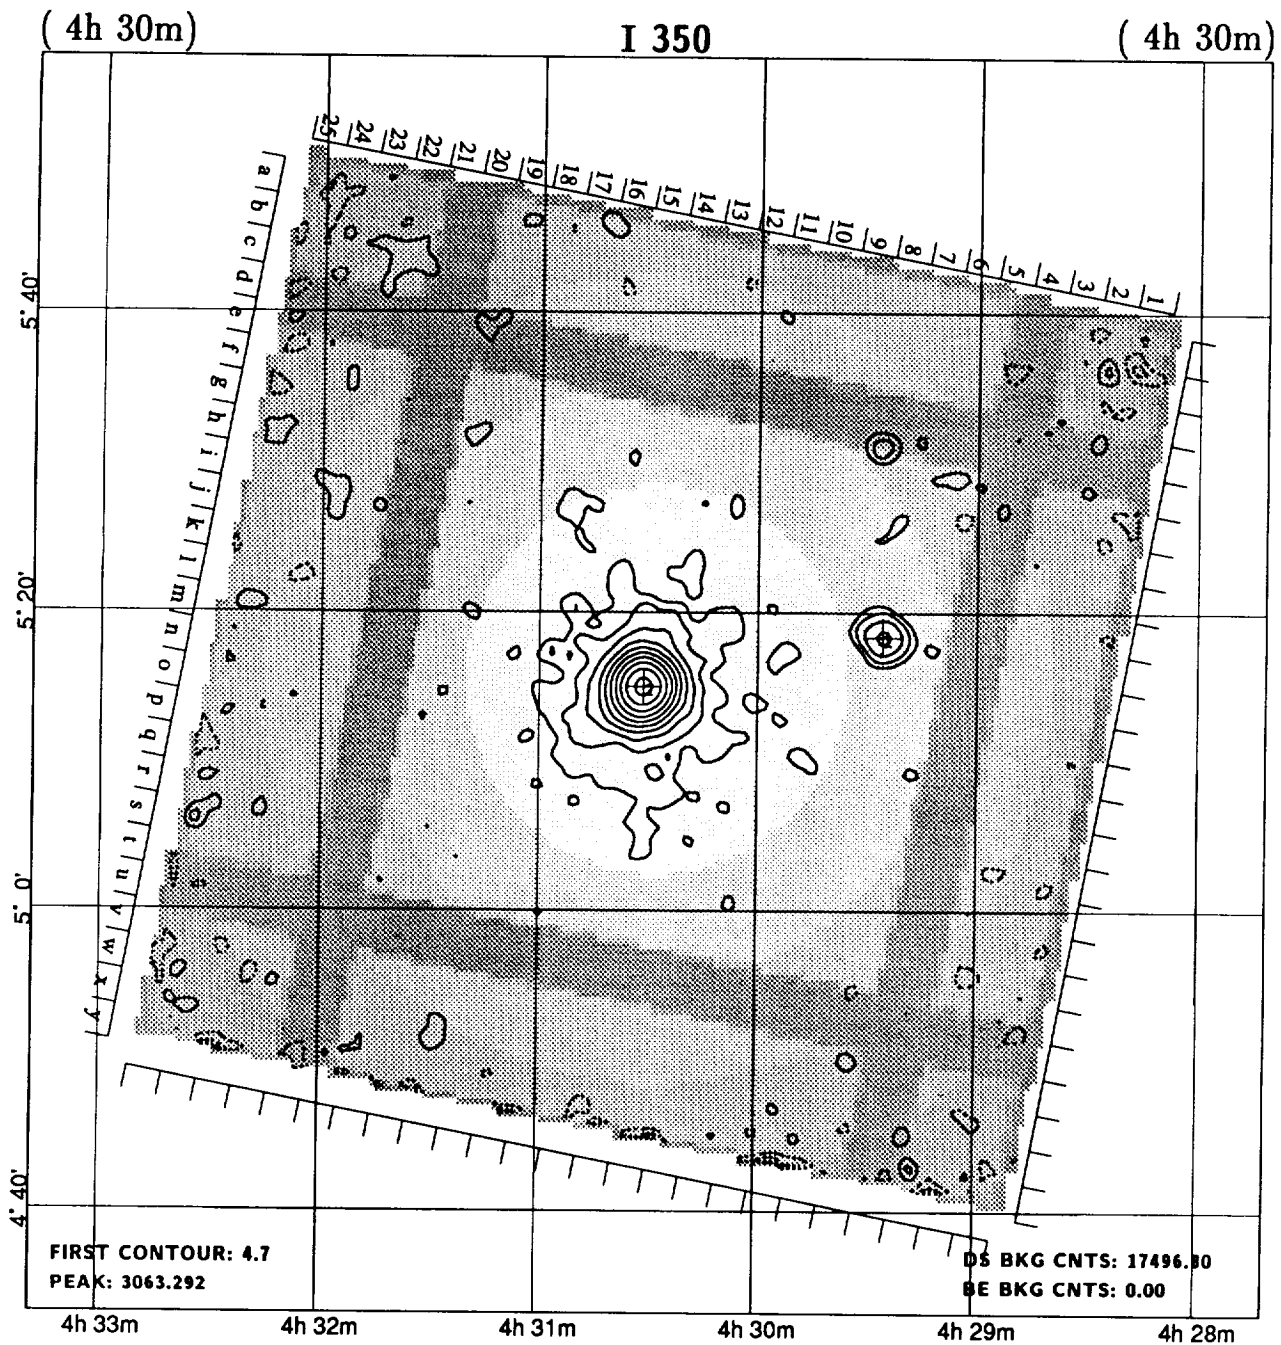 ( 4h 30m) I 350 ( 4h 30m)
25 24 23 22 21 20 19 18 17 16 15 14 13 12 11 10 9 8 7 6 5 4 3 2 1
a b c d e f g h i j k l m n o p q r s t u v w x y
5° 40'
5° 20'
5° 0'
4° 40'
FIRST CONTOUR: 4.7
PEAK: 3063.292
DS BKG CNTS: 17496.80
BE BKG CNTS: 0.00
4h 33m 4h 32m 4h 31m 4h 30m 4h 29m 4h 28m